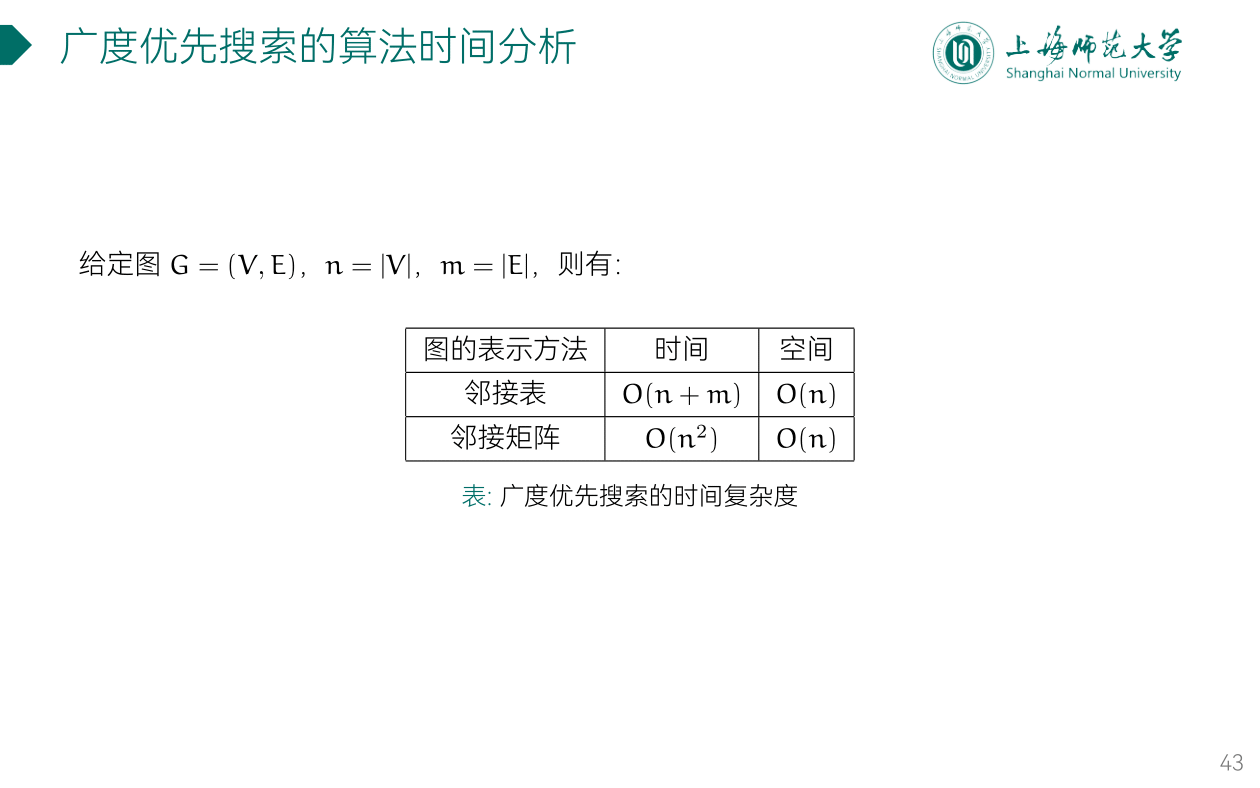 广度优先搜索的算法时间分析
上海师范大学
Shanghai Normal University
给定图 G = (V, E)，n = |V|，m = |E|，则有：
图的表示方法 时间 空间
邻接表 O(n + m) O(n)
邻接矩阵 O(n²) O(n)
表: 广度优先搜索的时间复杂度
43